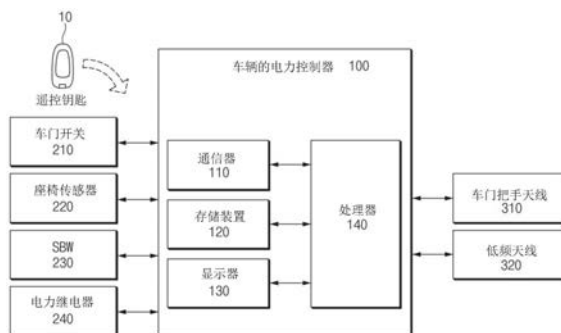 10
遥控钥匙
车门开关
210
座椅传感器
220
SBW
230
电力继电器
240
车辆的电力控制器 100
通信器
110
存储装置
120
显示器
130
处理器
140
车门把手天线
310
低频天线
320